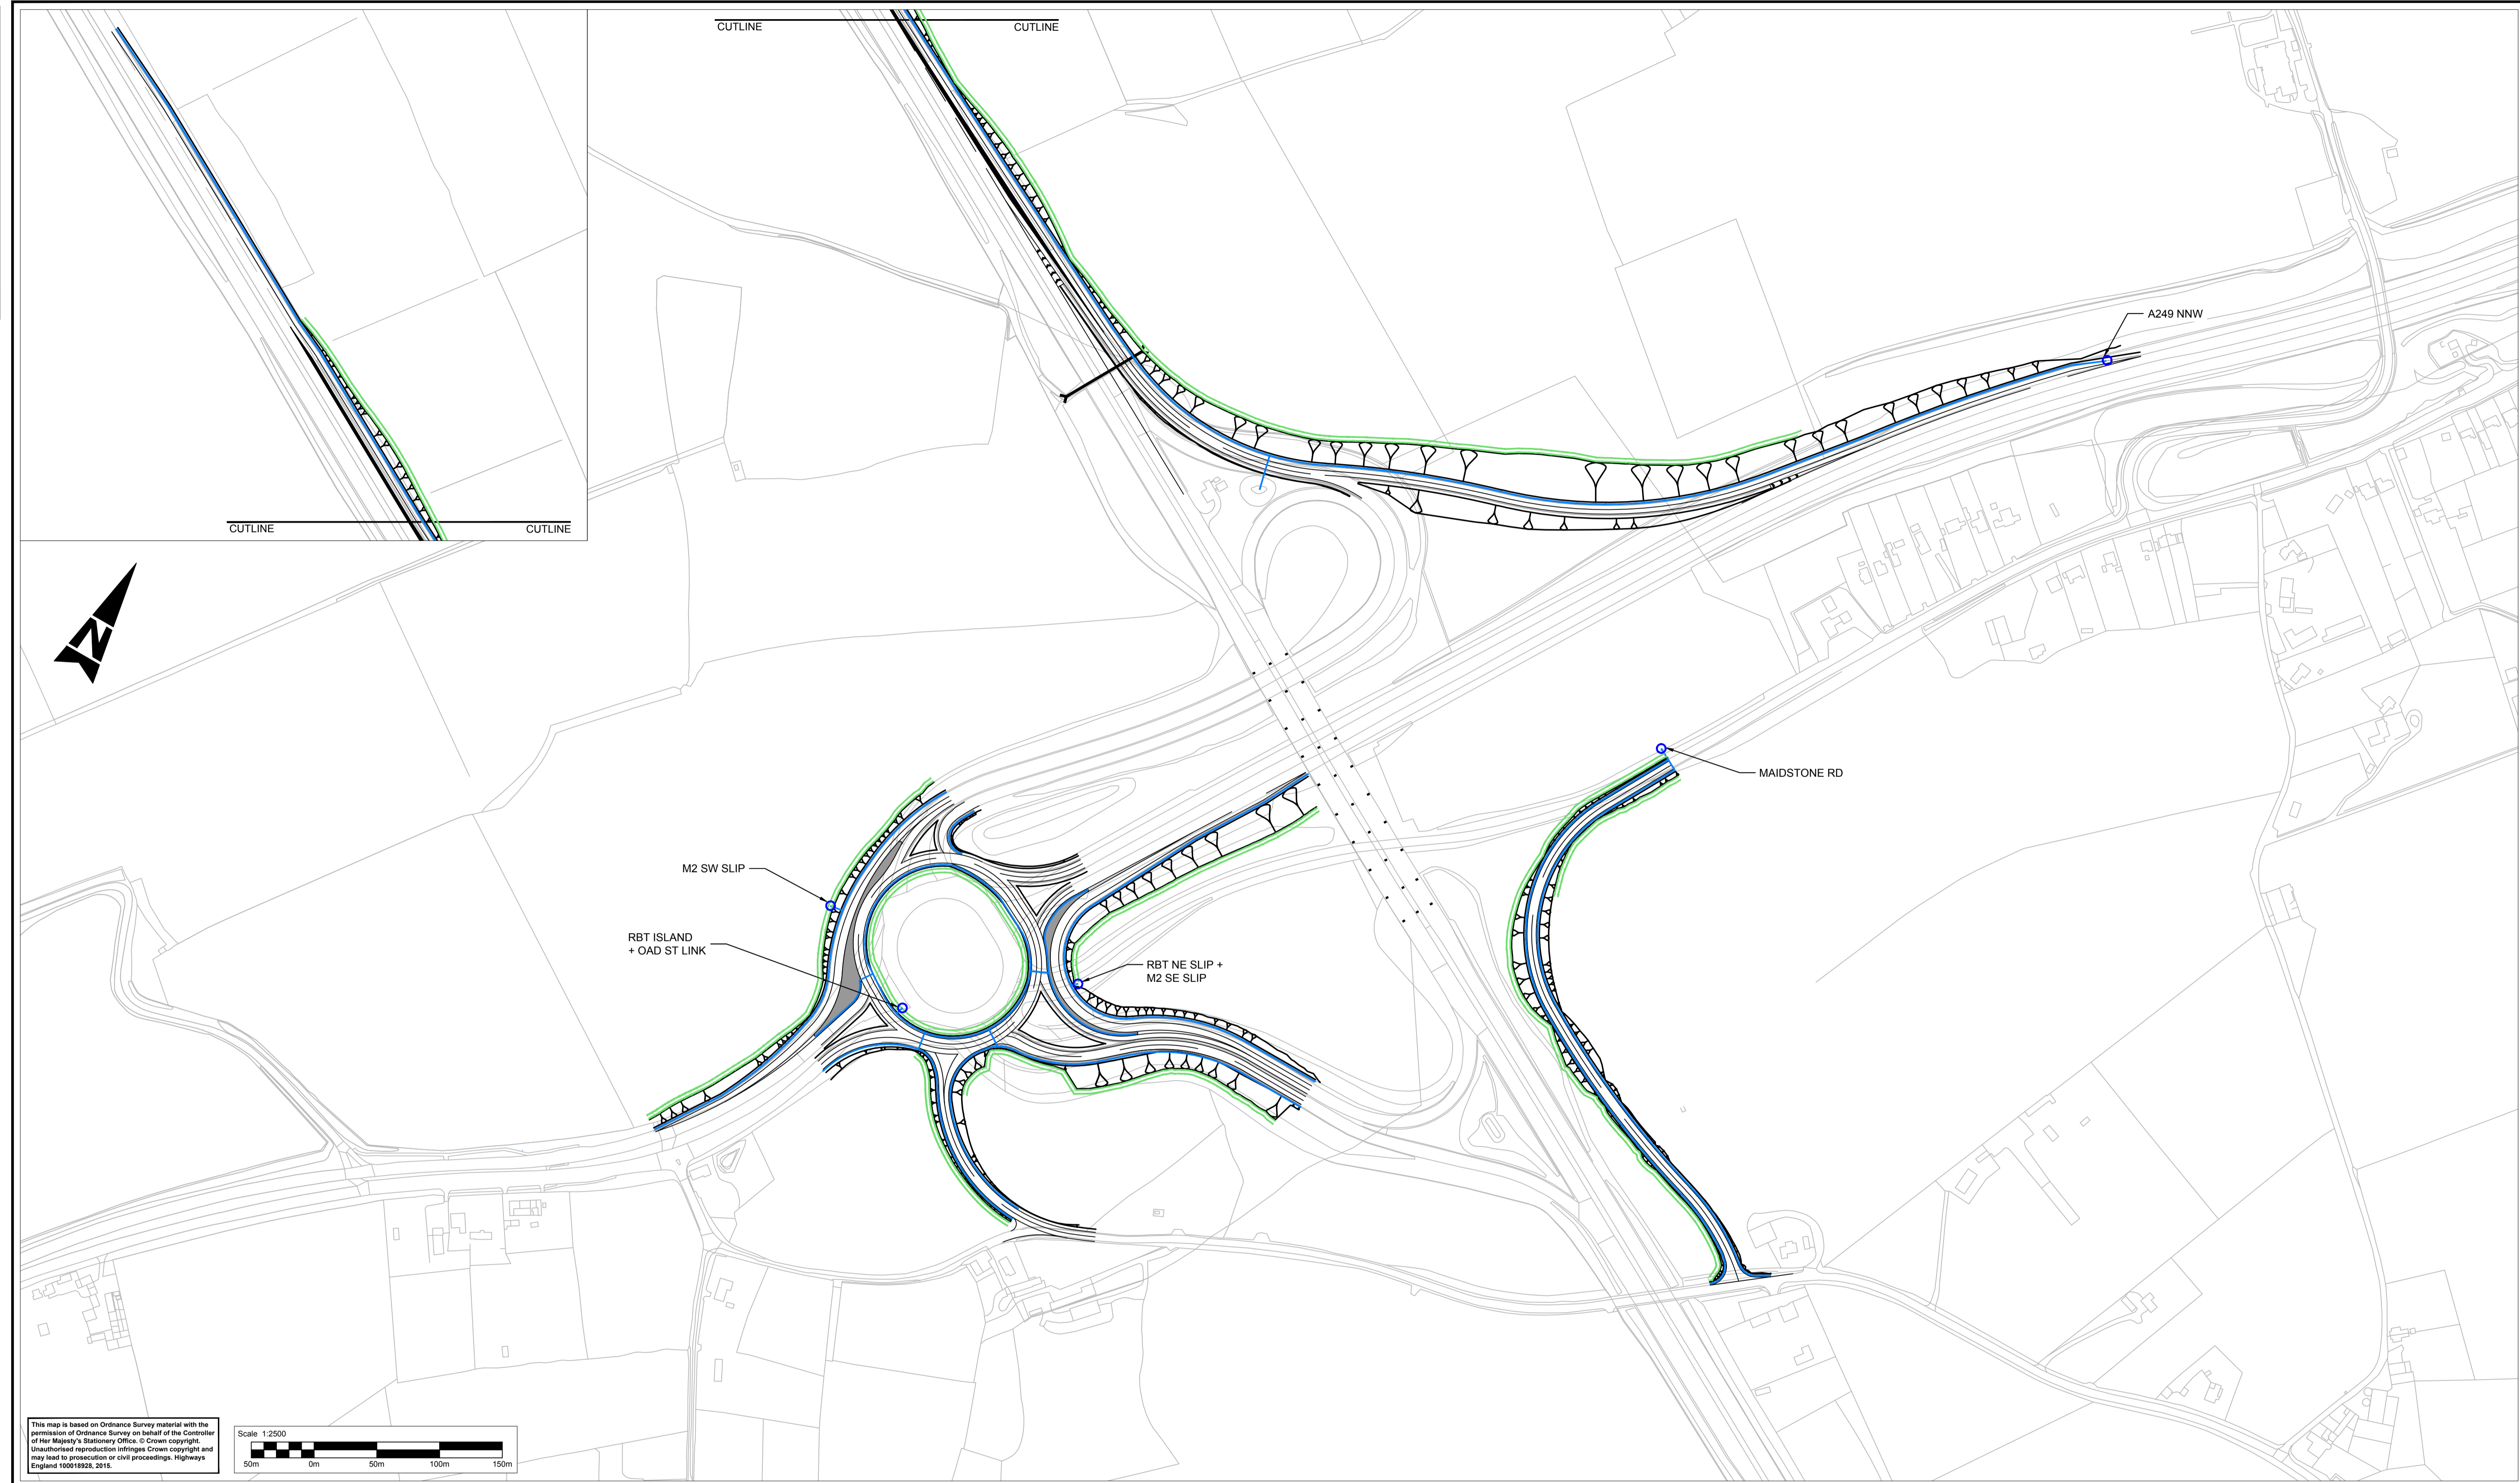 CUTLINE CUTLINE
A249 NNW
CUTLINE CUTLINE
N
MAIDSTONE RD
M2 SW SLIP
RBT ISLAND
+ OAD ST LINK
RBT NE SLIP +
M2 SE SLIP
This map is based on Ordnance Survey material with the
permission of Ordnance Survey on behalf of the Controller
of Her Majesty's Stationery Office. © Crown copyright.
Unauthorised reproduction infringes Crown copyright and
may lead to prosecution or civil proceedings. Highways
England 100018928, 2015.
Scale 1:2500
50m 0m 50m 100m 150m